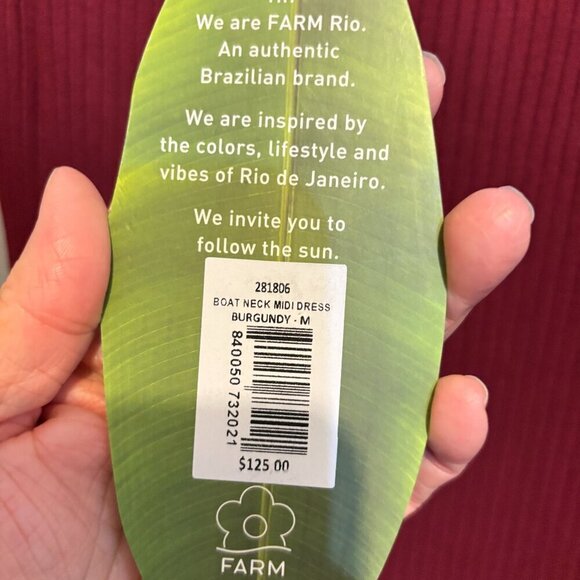 We are FARM Rio.
An authentic
Brazilian brand.
We are inspired by
the colors, lifestyle and
vibes of Rio de Janeiro.
We invite you to
follow the sun.
281806
BOAT NECK MIDI DRESS
BURGUNDY - M
840050 732021
$125.00
FARM